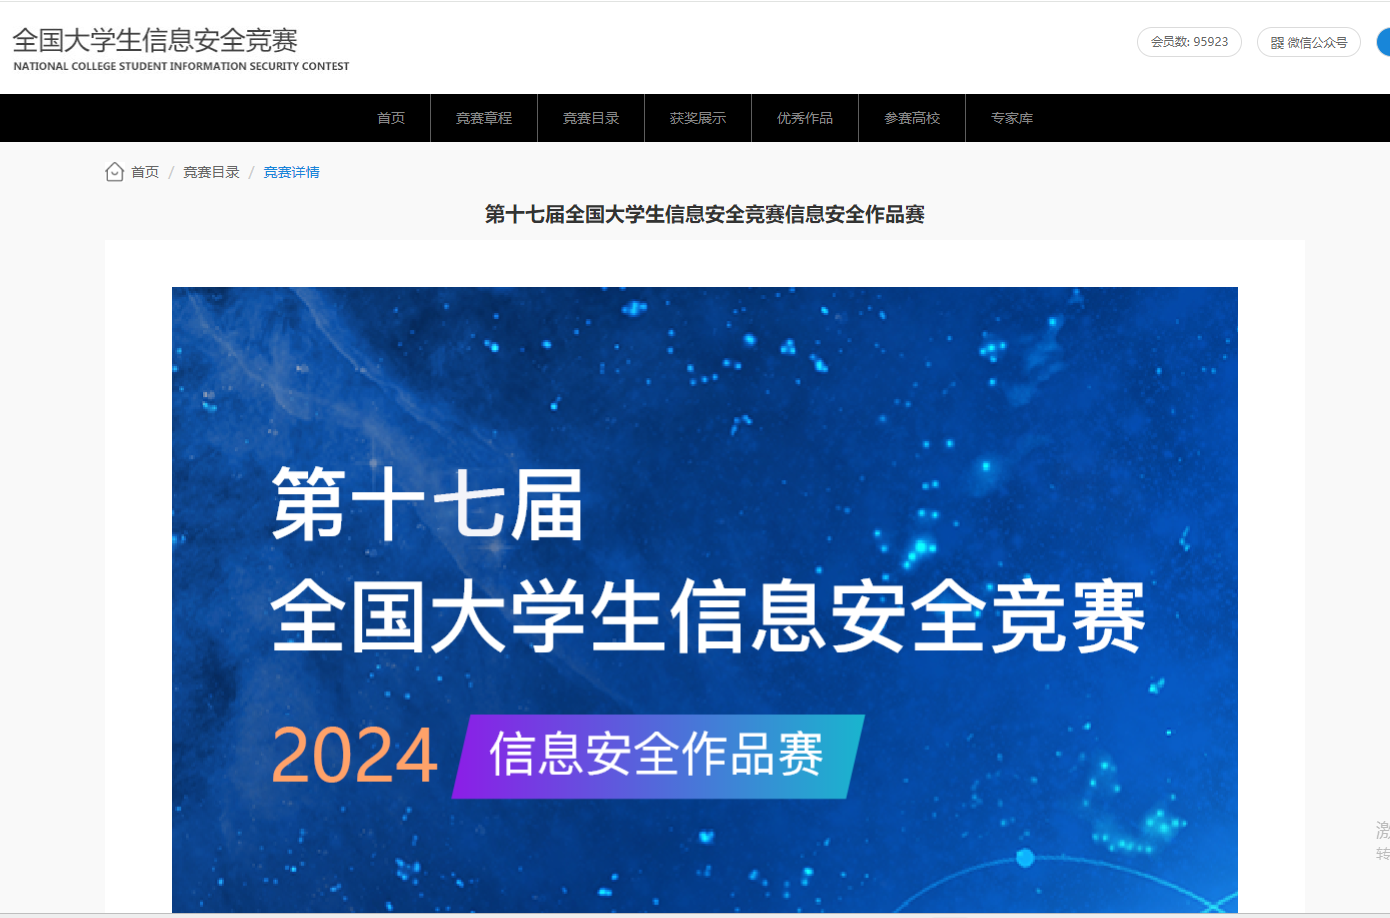 全国大学生信息安全竞赛
NATIONAL COLLEGE STUDENT INFORMATION SECURITY CONTEST
会员数: 95923
微信公众号
首页
竞赛章程
竞赛目录
获奖展示
优秀作品
参赛高校
专家库
首页 / 竞赛目录 / 竞赛详情
第十七届全国大学生信息安全竞赛信息安全作品赛
第十七届
全国大学生信息安全竞赛
2024 信息安全作品赛
激
转